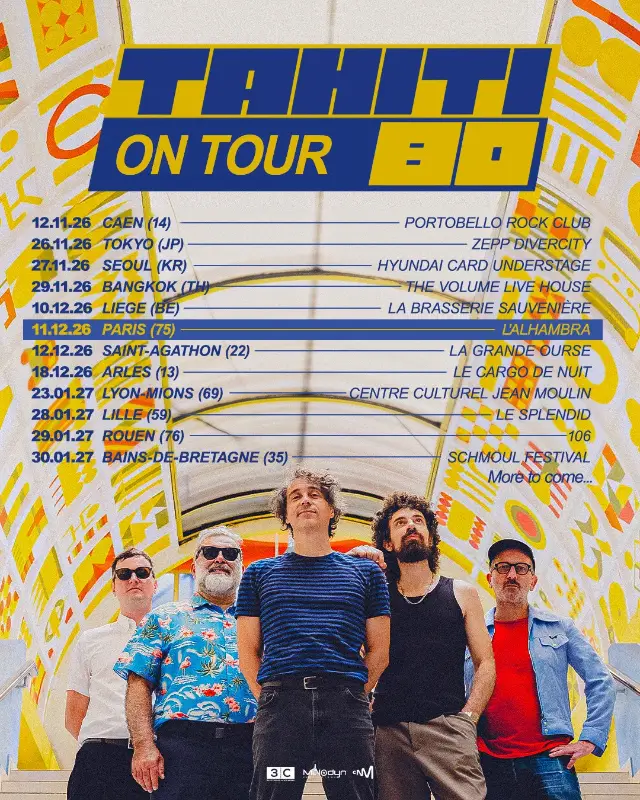 TAHITI
ON TOUR 80
12.11.26 CAEN (14) PORTOBELLO ROCK CLUB
26.11.26 TOKYO (JP) ZEPP DIVERCITY
27.11.26 SEOUL (KR) HYUNDAI CARD UNDERSTAGE
29.11.26 BANGKOK (TH) THE VOLUME LIVE HOUSE
10.12.26 LIEGE (BE) LA BRASSERIE SAUVENIÈRE
11.12.26 PARIS (75) L'ALHAMBRA
12.12.26 SAINT-AGATHON (22) LA GRANDE OURSE
18.12.26 ARLES (13) LE CARGO DE NUIT
23.01.27 LYON-MIONS (69) CENTRE CULTUREL JEAN MOULIN
28.01.27 LILLE (59) LE SPLENDID
29.01.27 ROUEN (76) 106
30.01.27 BAINS-DE-BRETAGNE (35) SCHMOUL FESTIVAL
More to come...
3C Melodyn CNM